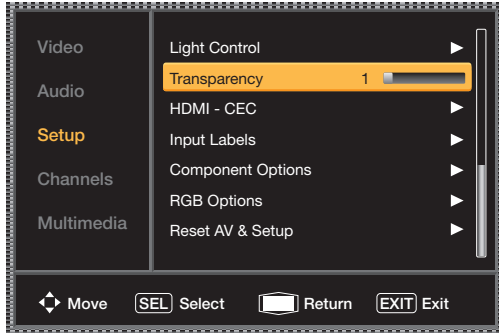 Video
Audio
Setup
Channels
Multimedia
Light Control
Transparency 1
HDMI - CEC
Input Labels
Component Options
RGB Options
Reset AV & Setup
Move SEL Select Return EXIT Exit